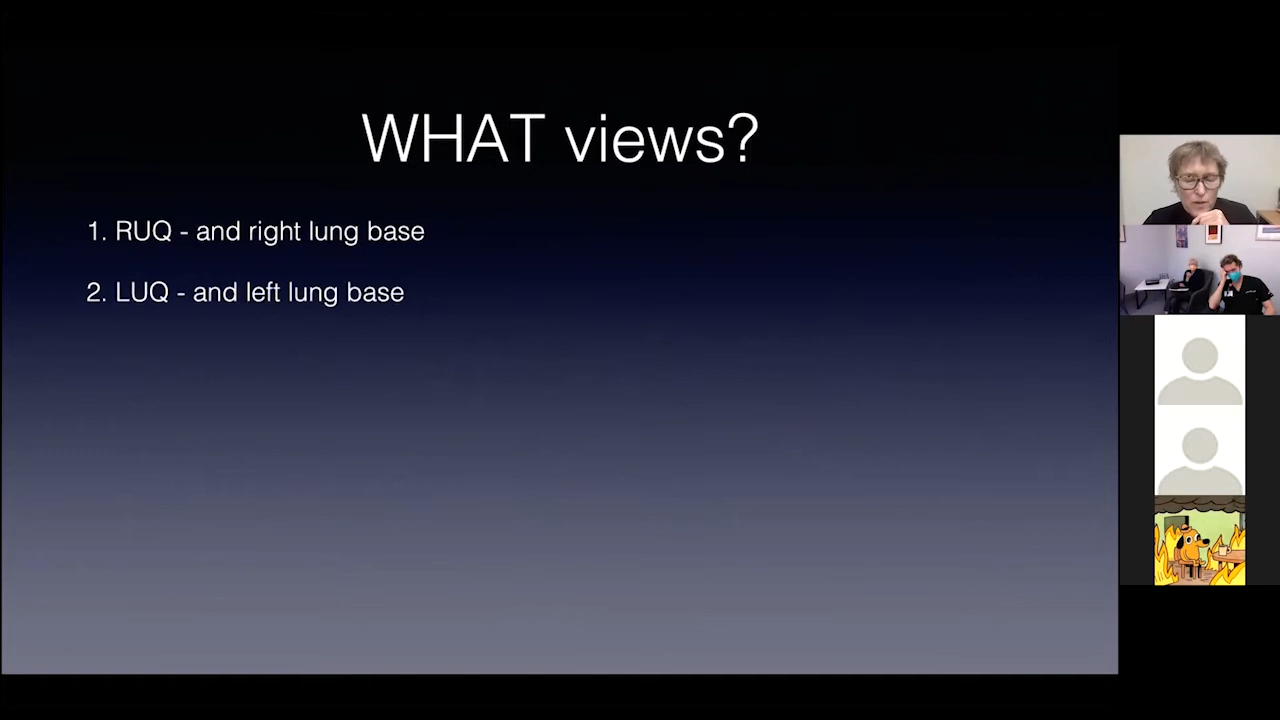 WHAT views?
1. RUQ - and right lung base
2. LUQ - and left lung base